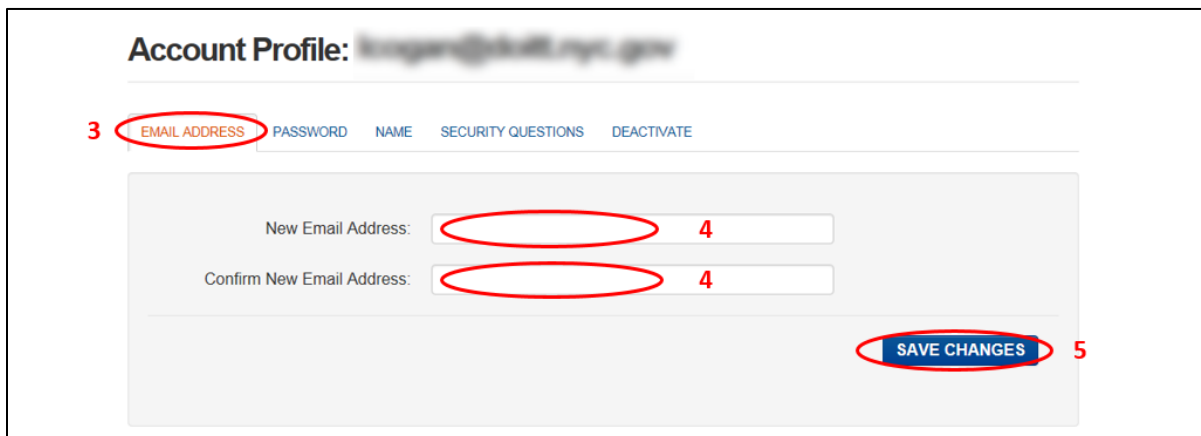 Account Profile:
3 EMAIL ADDRESS PASSWORD NAME SECURITY QUESTIONS DEACTIVATE
New Email Address: 4
Confirm New Email Address: 4
SAVE CHANGES 5